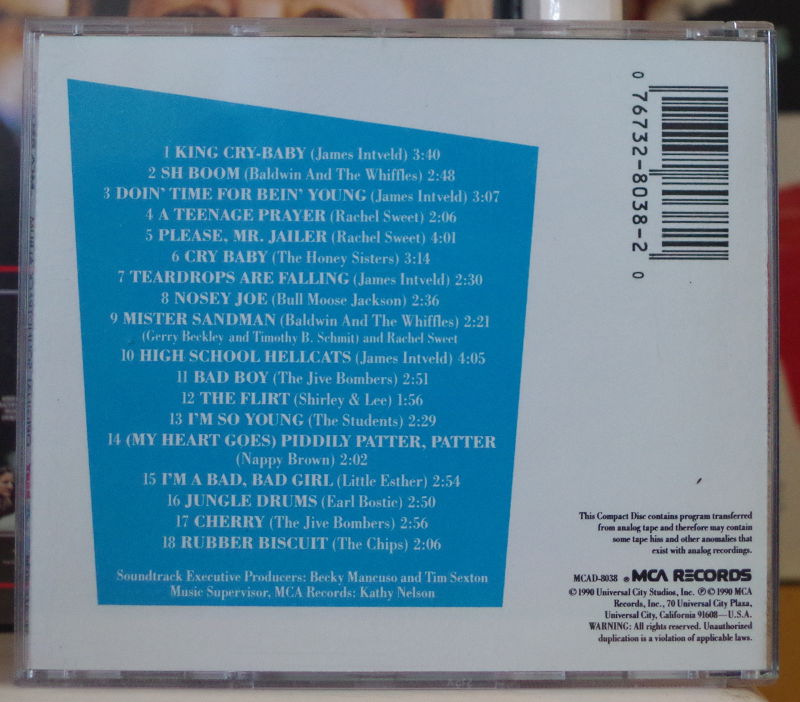 1 KING CRY-BABY (James Intveld) 3:40
2 SH BOOM (Baldwin And The Whiffles) 2:48
3 DOIN' TIME FOR BEIN' YOUNG (James Intveld) 3:07
4 A TEENAGE PRAYER (Rachel Sweet) 2:06
5 PLEASE, MR. JAILER (Rachel Sweet) 4:01
6 CRY BABY (The Honey Sisters) 3:14
7 TEARDROPS ARE FALLING (James Intveld) 2:30
8 NOSEY JOE (Bull Moose Jackson) 2:36
9 MISTER SANDMAN (Baldwin And The Whiffles) 2:21
(Gerry Beckley and Timothy B. Schmit) and Rachel Sweet
10 HIGH SCHOOL HELLCATS (James Intveld) 4:05
11 BAD BOY (The Jive Bombers) 2:51
12 THE FLIRT (Shirley & Lee) 1:56
13 I'M SO YOUNG (The Students) 2:29
14 (MY HEART GOES) PIDDILY PATTER, PATTER
(Nappy Brown) 2:02
15 I'M A BAD, BAD GIRL (Little Esther) 2:54
16 JUNGLE DRUMS (Earl Bostic) 2:50
17 CHERRY (The Jive Bombers) 2:56
18 RUBBER BISCUIT (The Chips) 2:06
Soundtrack Executive Producers: Becky Mancuso and Tim Sexton
Music Supervisor, MCA Records: Kathy Nelson
0 76732-8038-2 0
This Compact Disc contains program transferred
from analog tape and therefore may contain
some tape hiss and other anomalies that
exist with analog recordings.
MCAD-8038 ® MCA RECORDS
© 1990 Universal City Studios, Inc. ℗ © 1990 MCA
Records, Inc., 70 Universal City Plaza,
Universal City, California 91608—U.S.A.
WARNING: All rights reserved. Unauthorized
duplication is a violation of applicable laws.